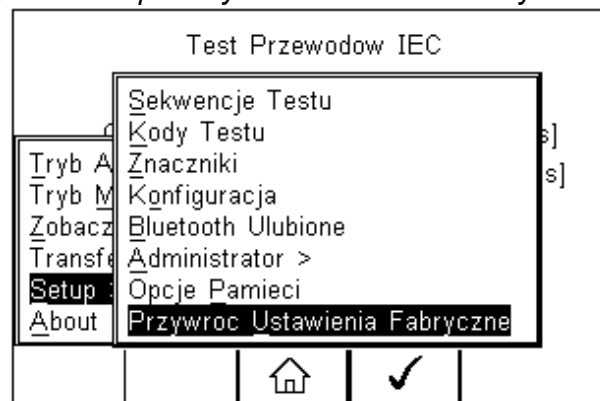 Test Przewodow IEC
Sekwencje Testu
Kody Testu
Znaczniki
Konfiguracja
Bluetooth Ulubione
Administrator >
Opcje Pamieci
Przywroc Ustawienia Fabryczne
s]
s]
Tryb A
Tryb M
Zobacz
Transfe
Setup
About